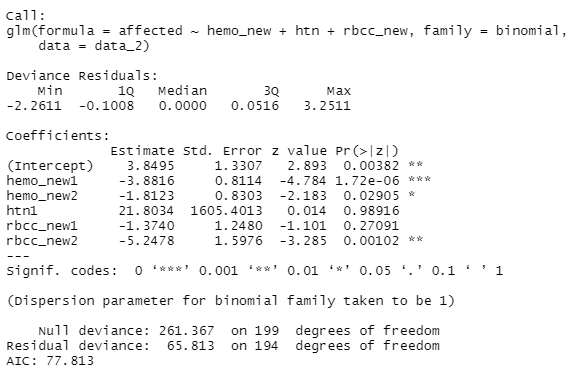 Call:
glm(formula = affected ~ hemo_new + htn + rbcc_new, family = binomial,
    data = data_2)
Deviance Residuals:
    Min       1Q   Median       3Q      Max
-2.2611  -0.1008   0.0000   0.0516   3.2511
Coefficients:
             Estimate Std. Error z value Pr(>|z|)
(Intercept)    3.8495     1.3307   2.893  0.00382 **
hemo_new1     -3.8816     0.8114  -4.784 1.72e-06 ***
hemo_new2     -1.8123     0.8303  -2.183  0.02905 *
htn1          21.8034  1605.4013   0.014  0.98916
rbcc_new1     -1.3740     1.2480  -1.101  0.27091
rbcc_new2     -5.2478     1.5976  -3.285  0.00102 **
---
Signif. codes:  0 ‘***’ 0.001 ‘**’ 0.01 ‘*’ 0.05 ‘.’ 0.1 ‘ ’ 1
(Dispersion parameter for binomial family taken to be 1)
    Null deviance: 261.367  on 199  degrees of freedom
Residual deviance:  65.813  on 194  degrees of freedom
AIC: 77.813